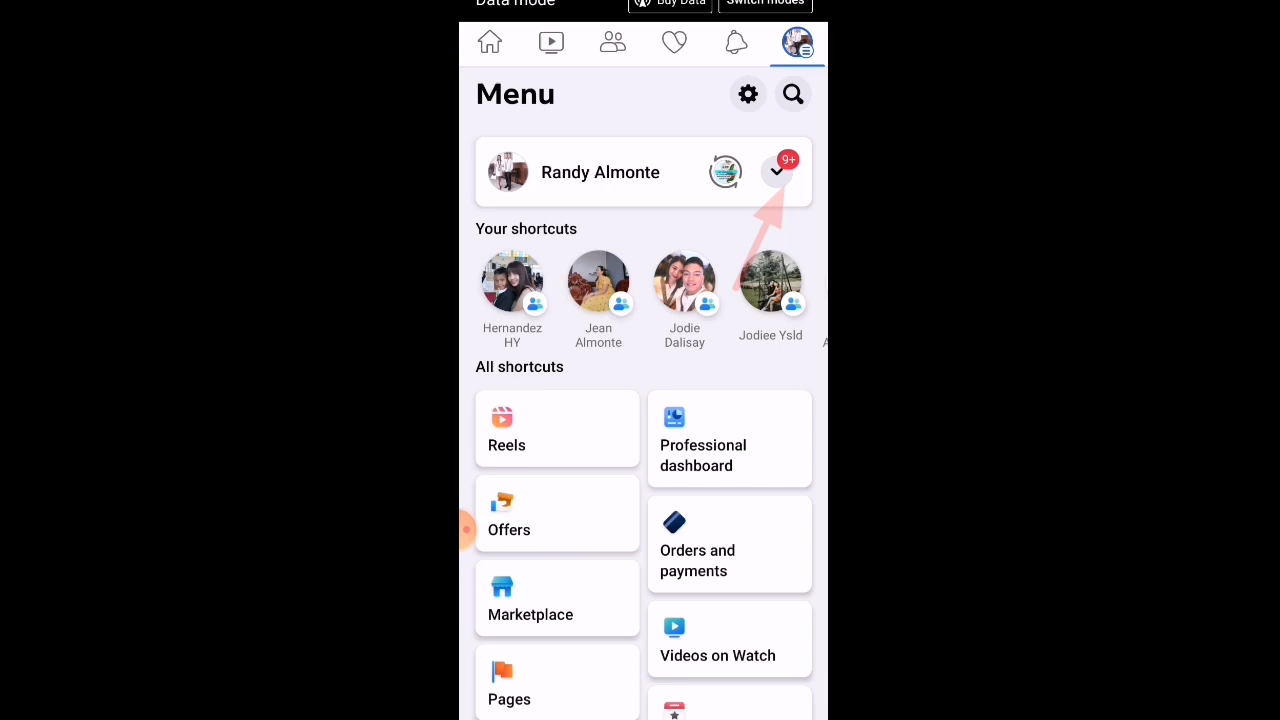 Data mode
Buy Data
Switch modes
Menu
Randy Almonte
9+
Your shortcuts
Hernandez
HY
Jean
Almonte
Jodie
Dalisay
Jodiee Ysld
All shortcuts
Reels
Professional
dashboard
Offers
Orders and
payments
Marketplace
Videos on Watch
Pages